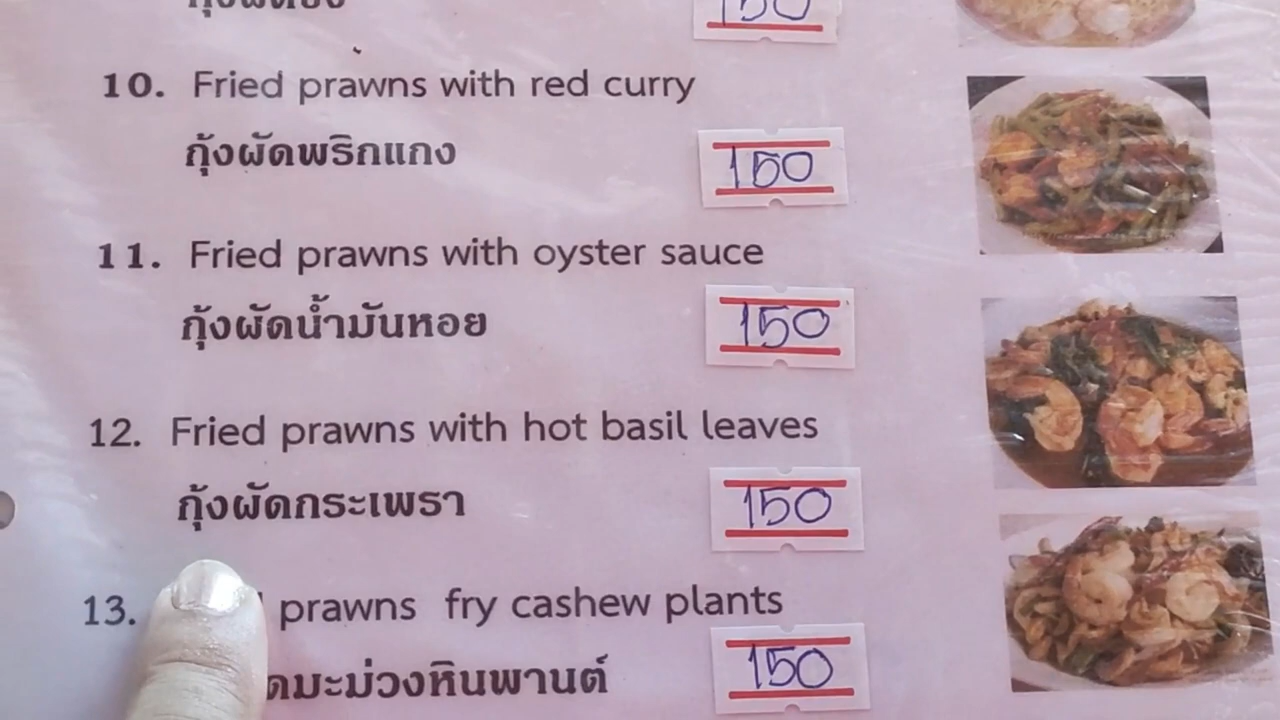 150
10. Fried prawns with red curry
กุ้งผัดพริกแกง
150
11. Fried prawns with oyster sauce
กุ้งผัดน้ำมันหอย
150
12. Fried prawns with hot basil leaves
กุ้งผัดกระเพรา
150
13. prawns fry cashew plants
ดมะม่วงหินพานต์
150